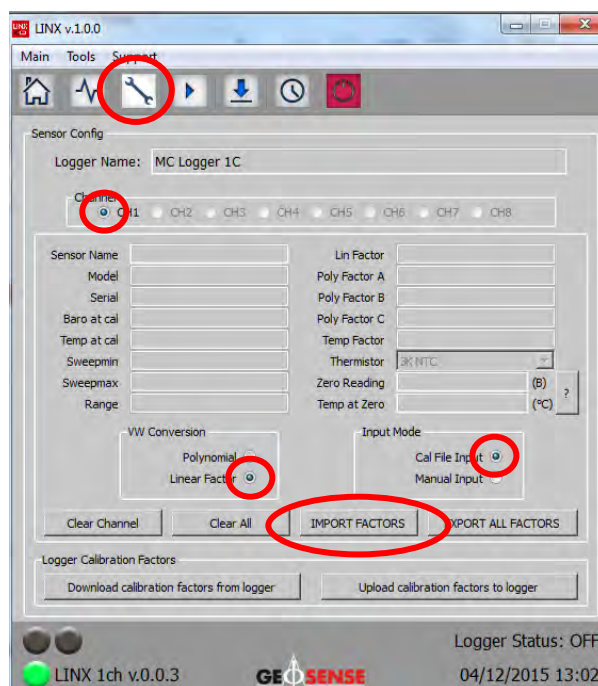 LINX v.1.0.0
Main Tools Support
Sensor Config
Logger Name: MC Logger 1C
Channel
CH1 CH2 CH3 CH4 CH5 CH6 CH7 CH8
Sensor Name
Model
Serial
Baro at cal
Temp at cal
Sweepmin
Sweepmax
Range
Lin Factor
Poly Factor A
Poly Factor B
Poly Factor C
Temp Factor
Thermistor 3K NTC
Zero Reading (B)
Temp at Zero (°C)
?
VW Conversion
Polynomial
Linear Factor
Input Mode
Cal File Input
Manual Input
Clear Channel Clear All IMPORT FACTORS EXPORT ALL FACTORS
Logger Calibration Factors
Download calibration factors from logger Upload calibration factors to logger
Logger Status: OFF
LINX 1ch v.0.0.3 GEOSENSE 04/12/2015 13:02